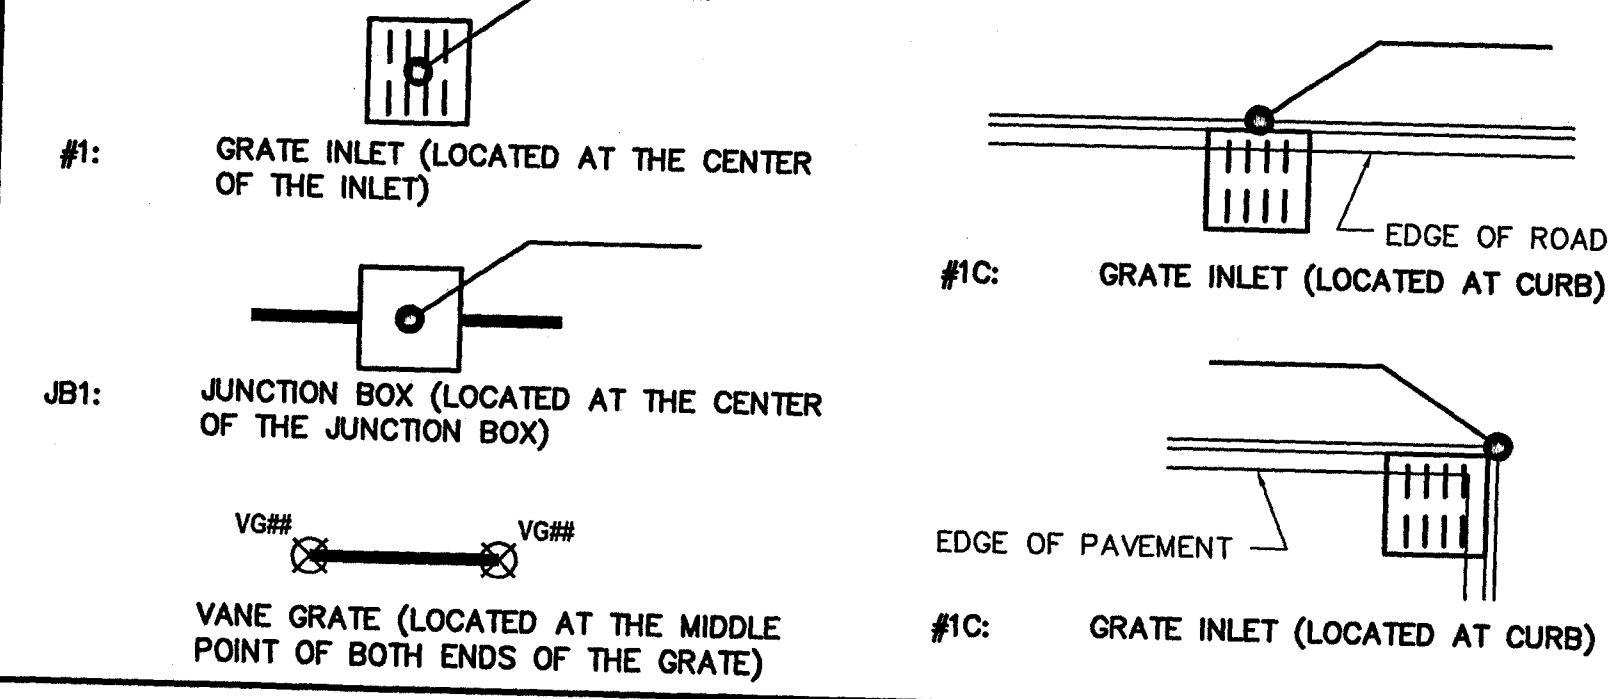 #1: GRATE INLET (LOCATED AT THE CENTER
OF THE INLET)
JB1: JUNCTION BOX (LOCATED AT THE CENTER
OF THE JUNCTION BOX)
VG## VG##
VANE GRATE (LOCATED AT THE MIDDLE
POINT OF BOTH ENDS OF THE GRATE)
EDGE OF ROAD
#1C: GRATE INLET (LOCATED AT CURB)
EDGE OF PAVEMENT
#1C: GRATE INLET (LOCATED AT CURB)